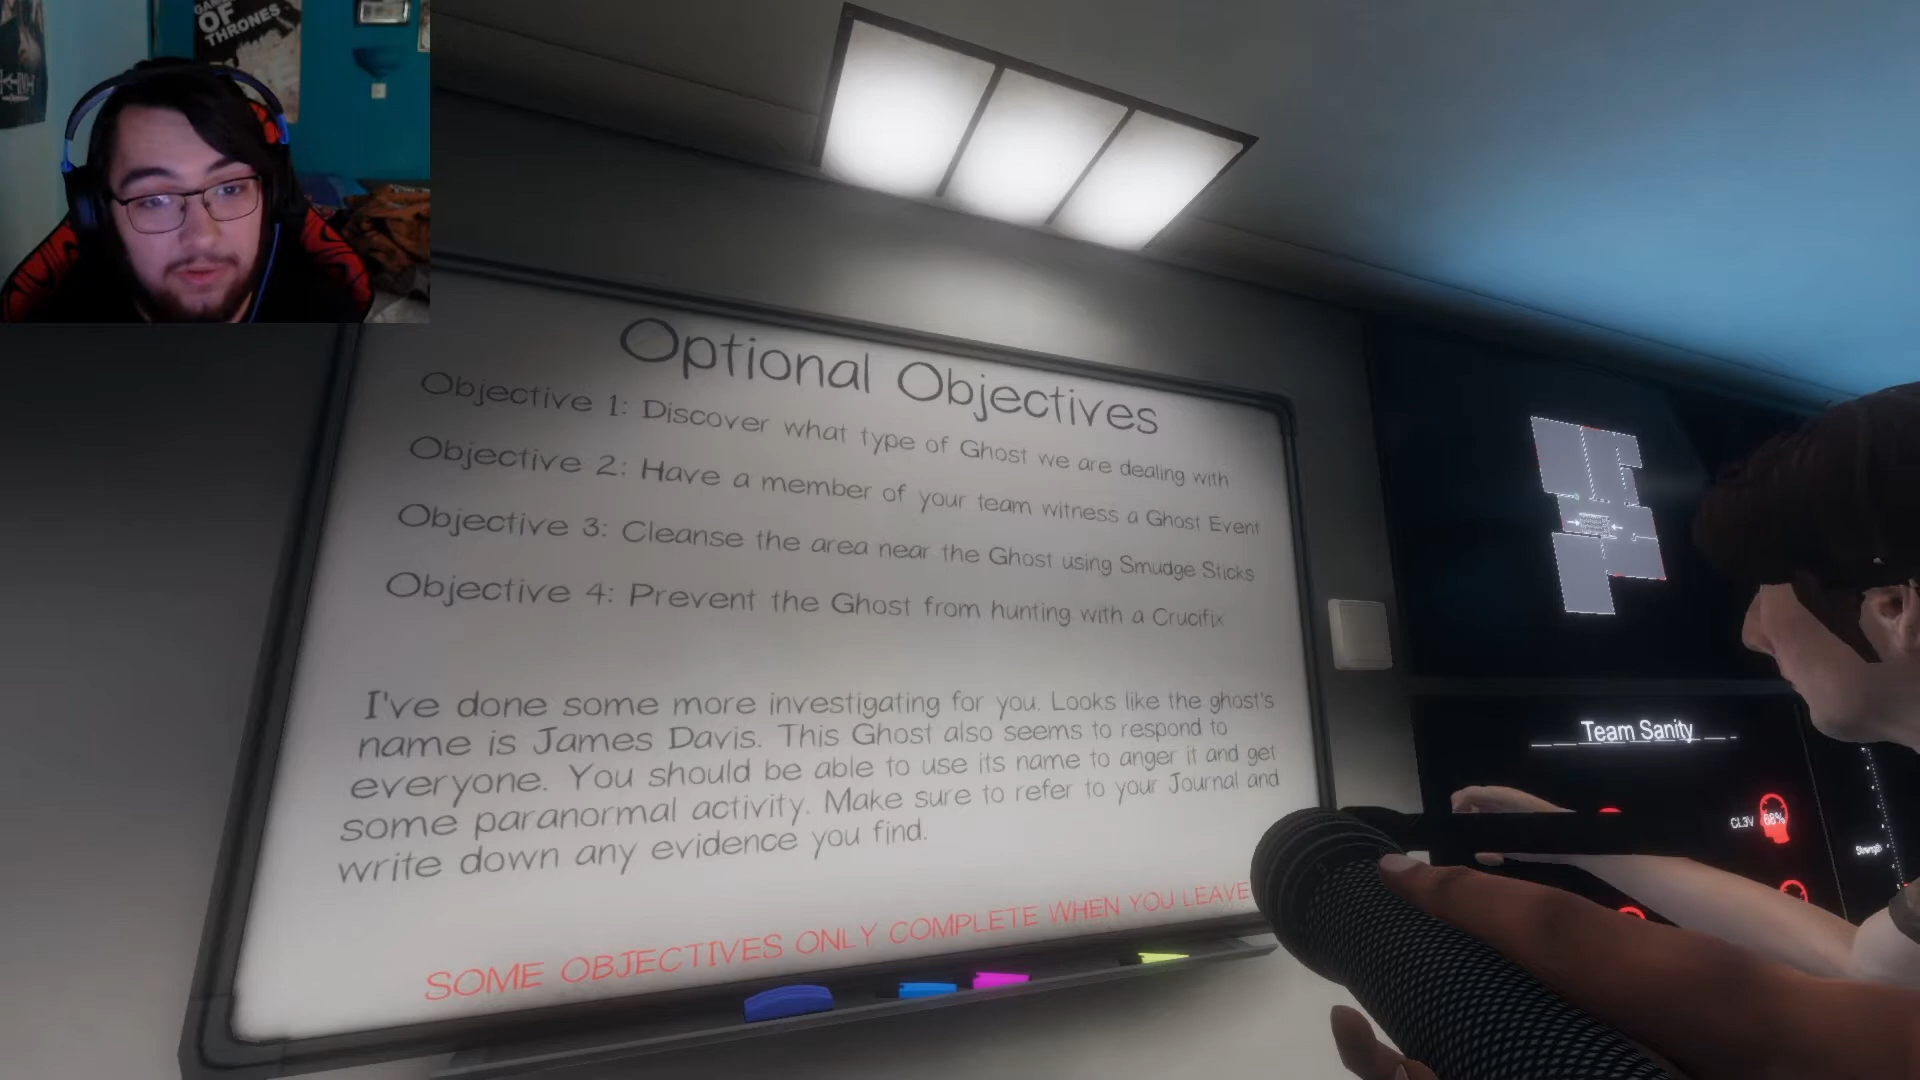 GAME
OF
THRONES
Optional Objectives
Objective 1: Discover what type of Ghost we are dealing with
Objective 2: Have a member of your team witness a Ghost Event
Objective 3: Cleanse the area near the Ghost using Smudge Sticks
Objective 4: Prevent the Ghost from hunting with a Crucifix
I've done some more investigating for you. Looks like the ghost's
name is James Davis. This Ghost also seems to respond to
everyone. You should be able to use its name to anger it and get
some paranormal activity. Make sure to refer to your Journal and
write down any evidence you find.
SOME OBJECTIVES ONLY COMPLETE WHEN YOU LEAVE
Team Sanity
CL3V 68%
Strength